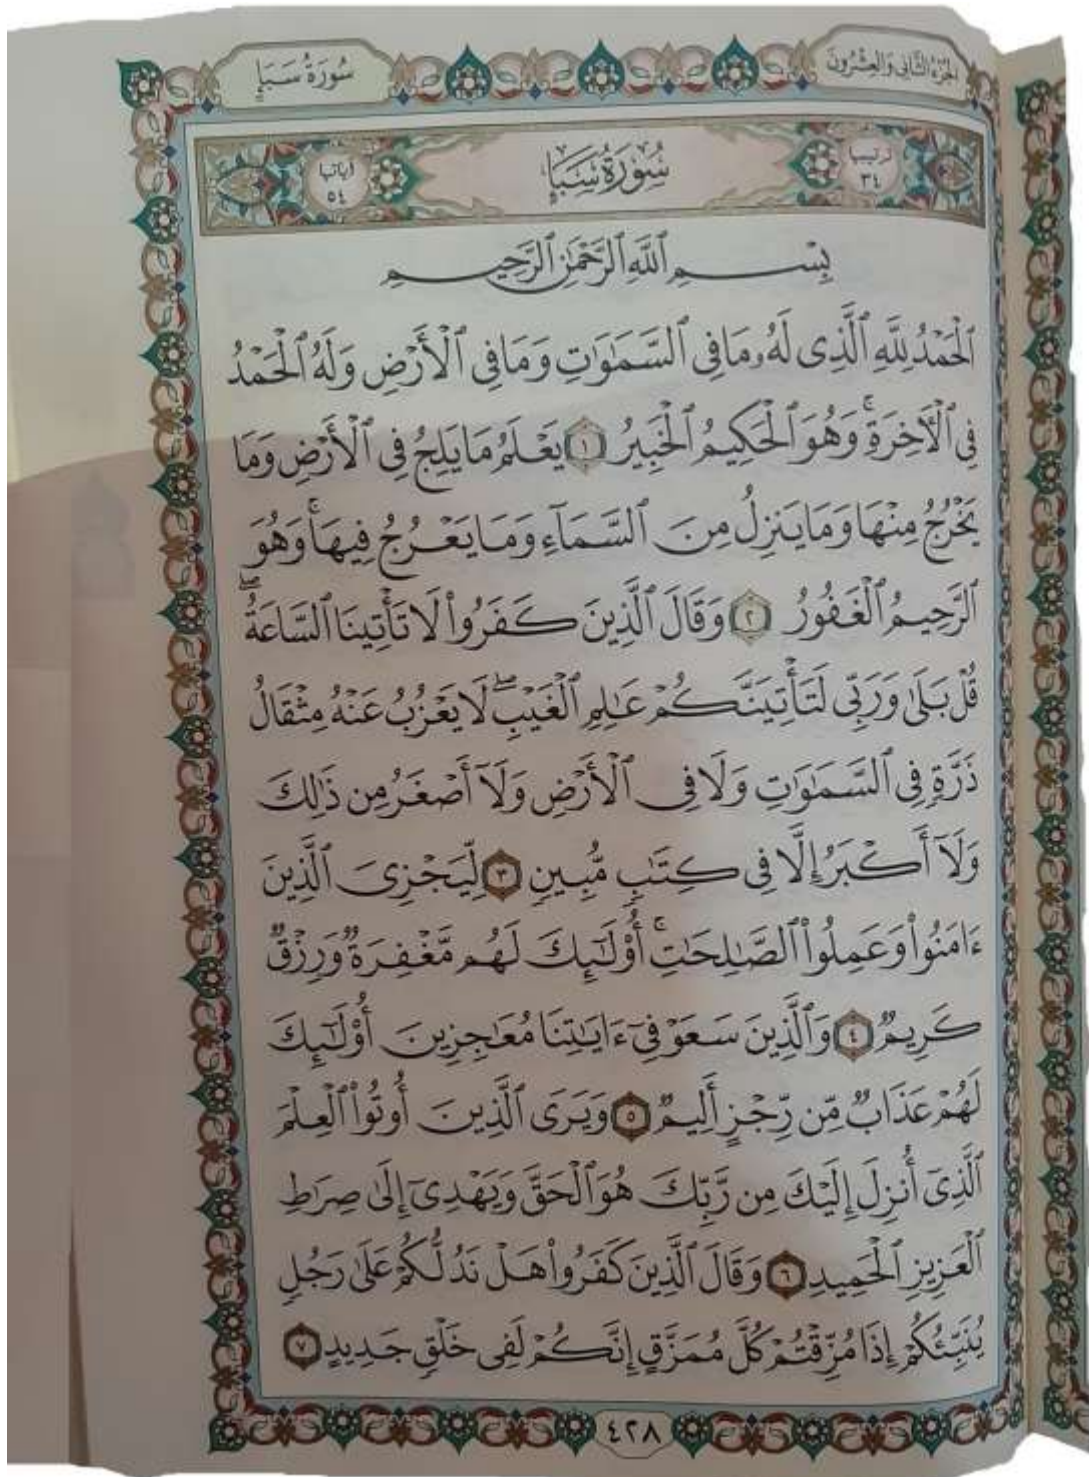 الجزء الثاني والعشرون
سُورَةُ سَبَإٍ
ترتيبها
٣٤
سُورَةُ سَبَإٍ
آياتها
٥٤
بِسْمِ ٱللَّهِ ٱلرَّحْمَٰنِ ٱلرَّحِيمِ
ٱلْحَمْدُ لِلَّهِ ٱلَّذِى لَهُۥ مَا فِى ٱلسَّمَٰوَٰتِ وَمَا فِى ٱلْأَرْضِ وَلَهُ ٱلْحَمْدُ
فِى ٱلْأٓخِرَةِۚ وَهُوَ ٱلْحَكِيمُ ٱلْخَبِيرُ ١ يَعْلَمُ مَا يَلِجُ فِى ٱلْأَرْضِ وَمَا
يَخْرُجُ مِنْهَا وَمَا يَنزِلُ مِنَ ٱلسَّمَآءِ وَمَا يَعْرُجُ فِيهَاۚ وَهُوَ
ٱلرَّحِيمُ ٱلْغَفُورُ ٢ وَقَالَ ٱلَّذِينَ كَفَرُوا۟ لَا تَأْتِينَا ٱلسَّاعَةُۖ
قُلْ بَلَىٰ وَرَبِّى لَتَأْتِيَنَّكُمْ عَٰلِمِ ٱلْغَيْبِۖ لَا يَعْزُبُ عَنْهُ مِثْقَالُ
ذَرَّةٍ فِى ٱلسَّمَٰوَٰتِ وَلَا فِى ٱلْأَرْضِ وَلَآ أَصْغَرُ مِن ذَٰلِكَ
وَلَآ أَكْبَرُ إِلَّا فِى كِتَٰبٍ مُّبِينٍ ٣ لِّيَجْزِىَ ٱلَّذِينَ
ءَامَنُوا۟ وَعَمِلُوا۟ ٱلصَّٰلِحَٰتِۚ أُو۟لَٰٓئِكَ لَهُم مَّغْفِرَةٌ وَرِزْقٌ
كَرِيمٌ ٤ وَٱلَّذِينَ سَعَوْ فِىٓ ءَايَٰتِنَا مُعَٰجِزِينَ أُو۟لَٰٓئِكَ
لَهُمْ عَذَابٌ مِّن رِّجْزٍ أَلِيمٌ ٥ وَيَرَى ٱلَّذِينَ أُوتُوا۟ ٱلْعِلْمَ
ٱلَّذِىٓ أُنزِلَ إِلَيْكَ مِن رَّبِّكَ هُوَ ٱلْحَقَّ وَيَهْدِىٓ إِلَىٰ صِرَٰطِ
ٱلْعَزِيزِ ٱلْحَمِيدِ ٦ وَقَالَ ٱلَّذِينَ كَفَرُوا۟ هَلْ نَدُلُّكُمْ عَلَىٰ رَجُلٍ
يُنَبِّئُكُمْ إِذَا مُزِّقْتُمْ كُلَّ مُمَزَّقٍ إِنَّكُمْ لَفِى خَلْقٍ جَدِيدٍ ٧
٤٢٨